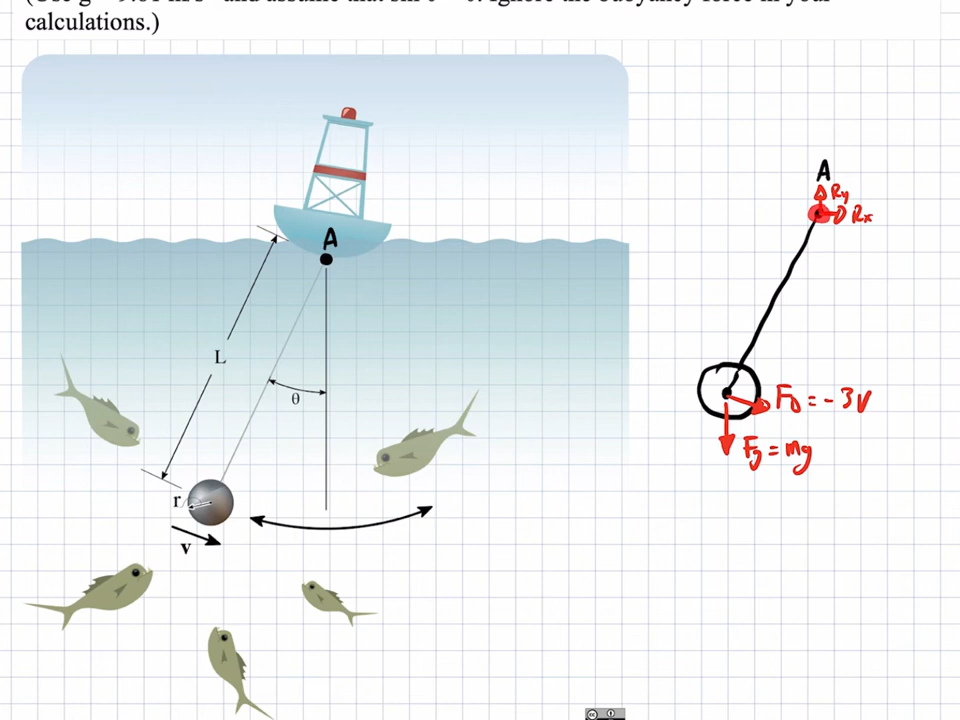 calculations.)
A
Ry
Rx
A
L
θ
r
v
FD = -3V
Fg = mg